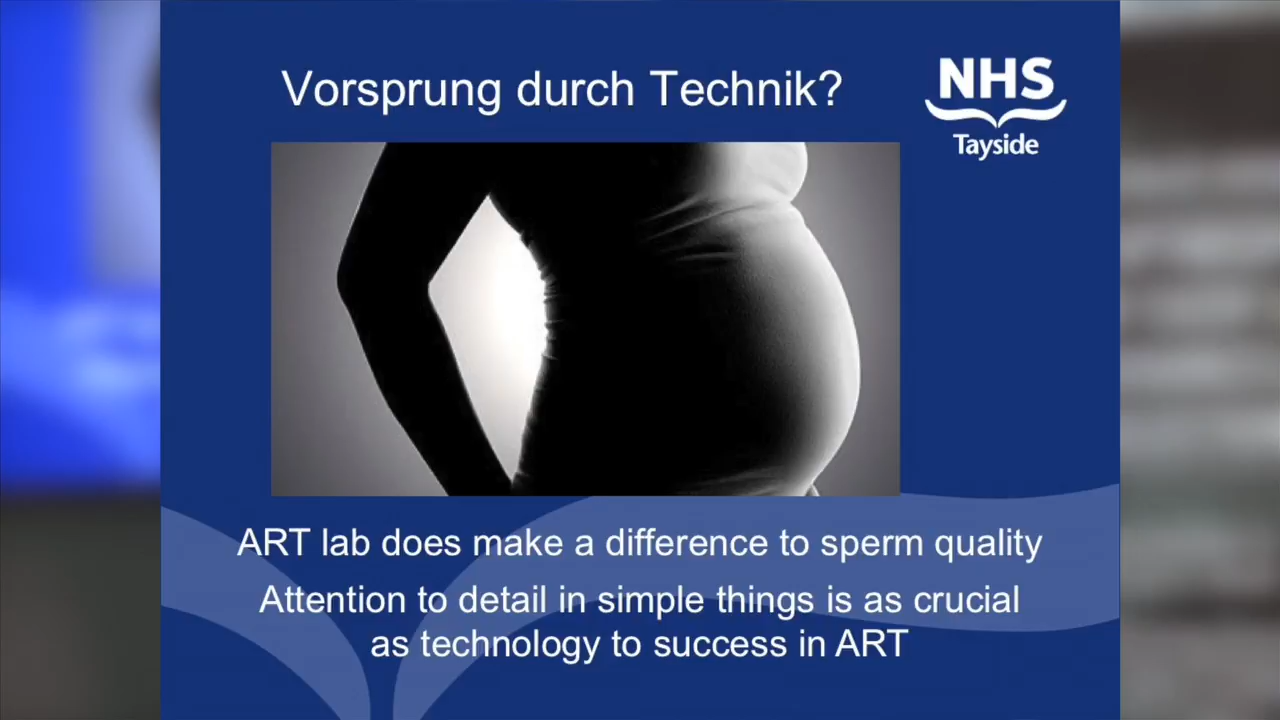 Vorsprung durch Technik?
NHS
Tayside
ART lab does make a difference to sperm quality
Attention to detail in simple things is as crucial
as technology to success in ART